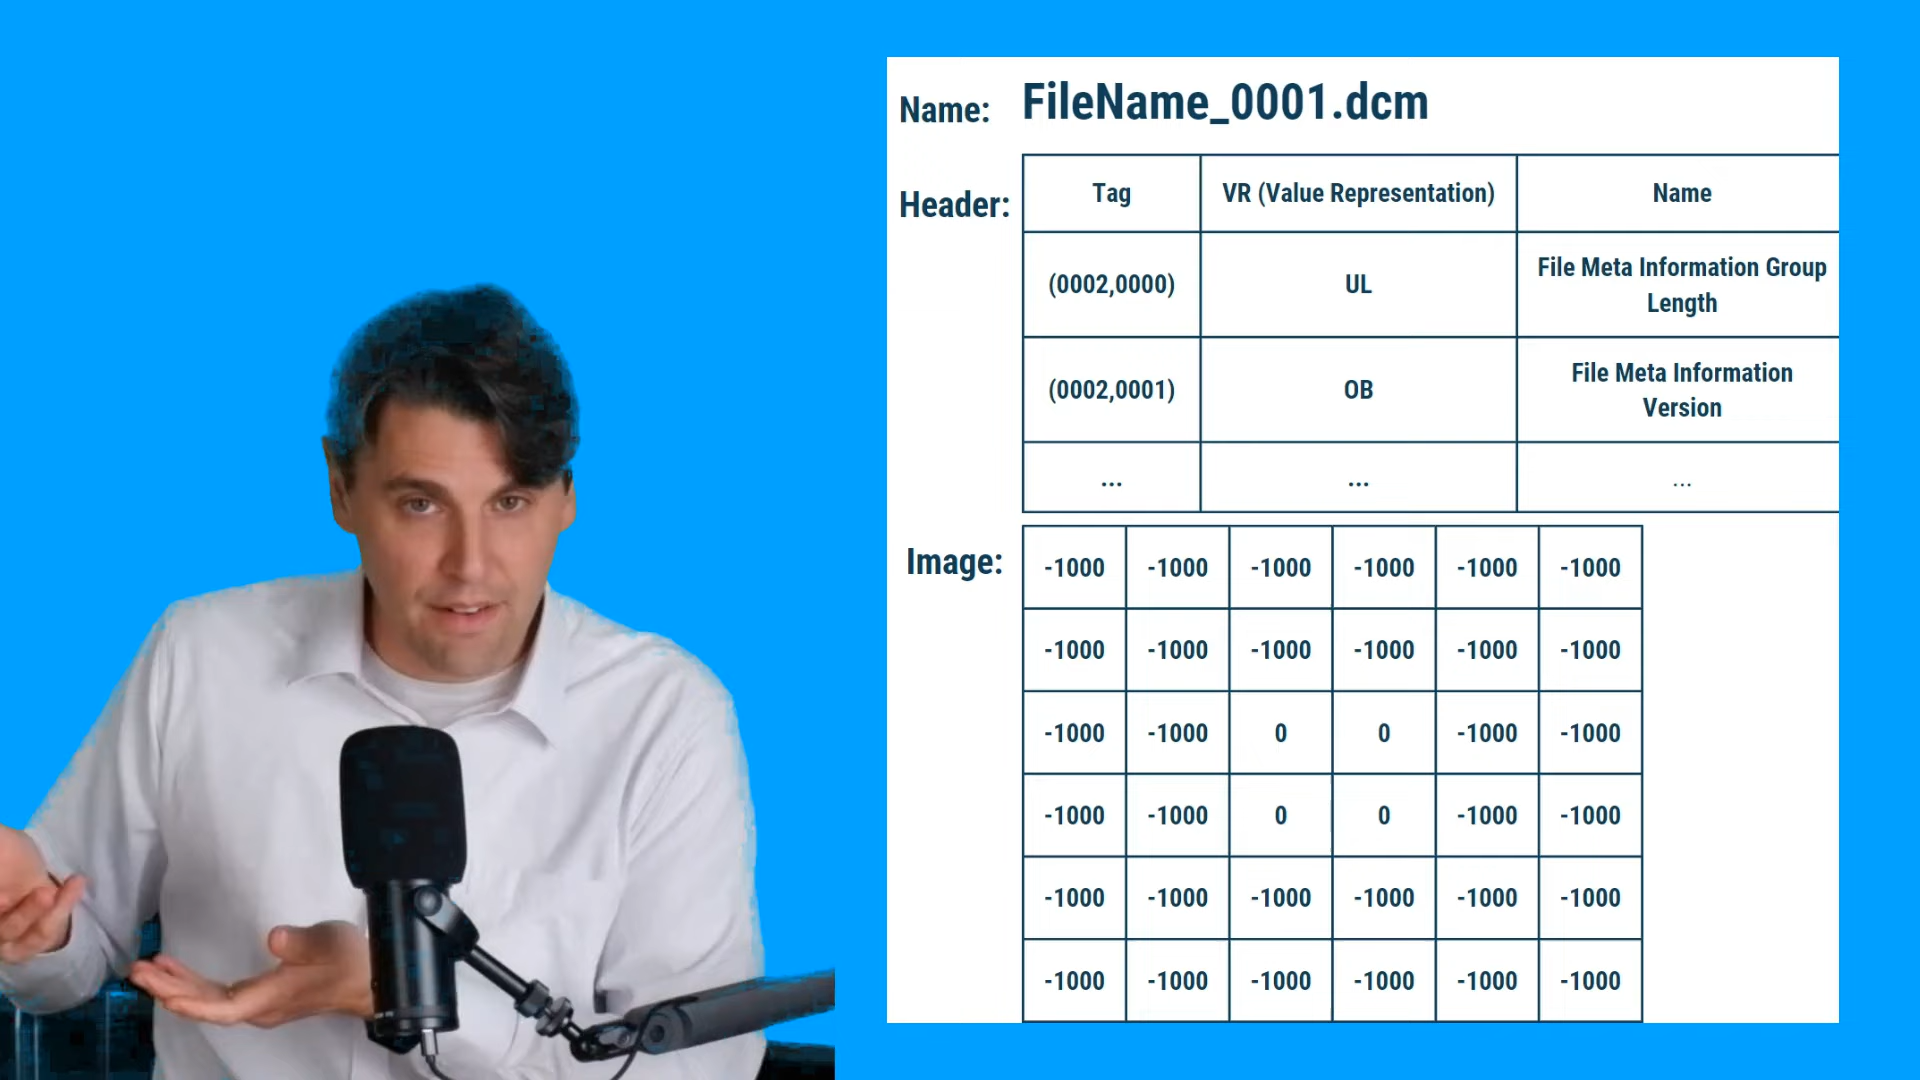 Name: FileName_0001.dcm
Header: Tag VR (Value Representation) Name
(0002,0000) UL File Meta Information Group Length
(0002,0001) OB File Meta Information Version
... ... ...
Image: -1000 -1000 -1000 -1000 -1000 -1000
-1000 -1000 -1000 -1000 -1000 -1000
-1000 -1000 0 0 -1000 -1000
-1000 -1000 0 0 -1000 -1000
-1000 -1000 -1000 -1000 -1000 -1000
-1000 -1000 -1000 -1000 -1000 -1000